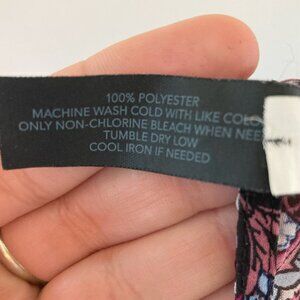 100% POLYESTER
MACHINE WASH COLD WITH LIKE
ONLY NON-CHLORINE BLEACH WHEN
TUMBLE DRY LOW
COOL IRON IF NEEDED